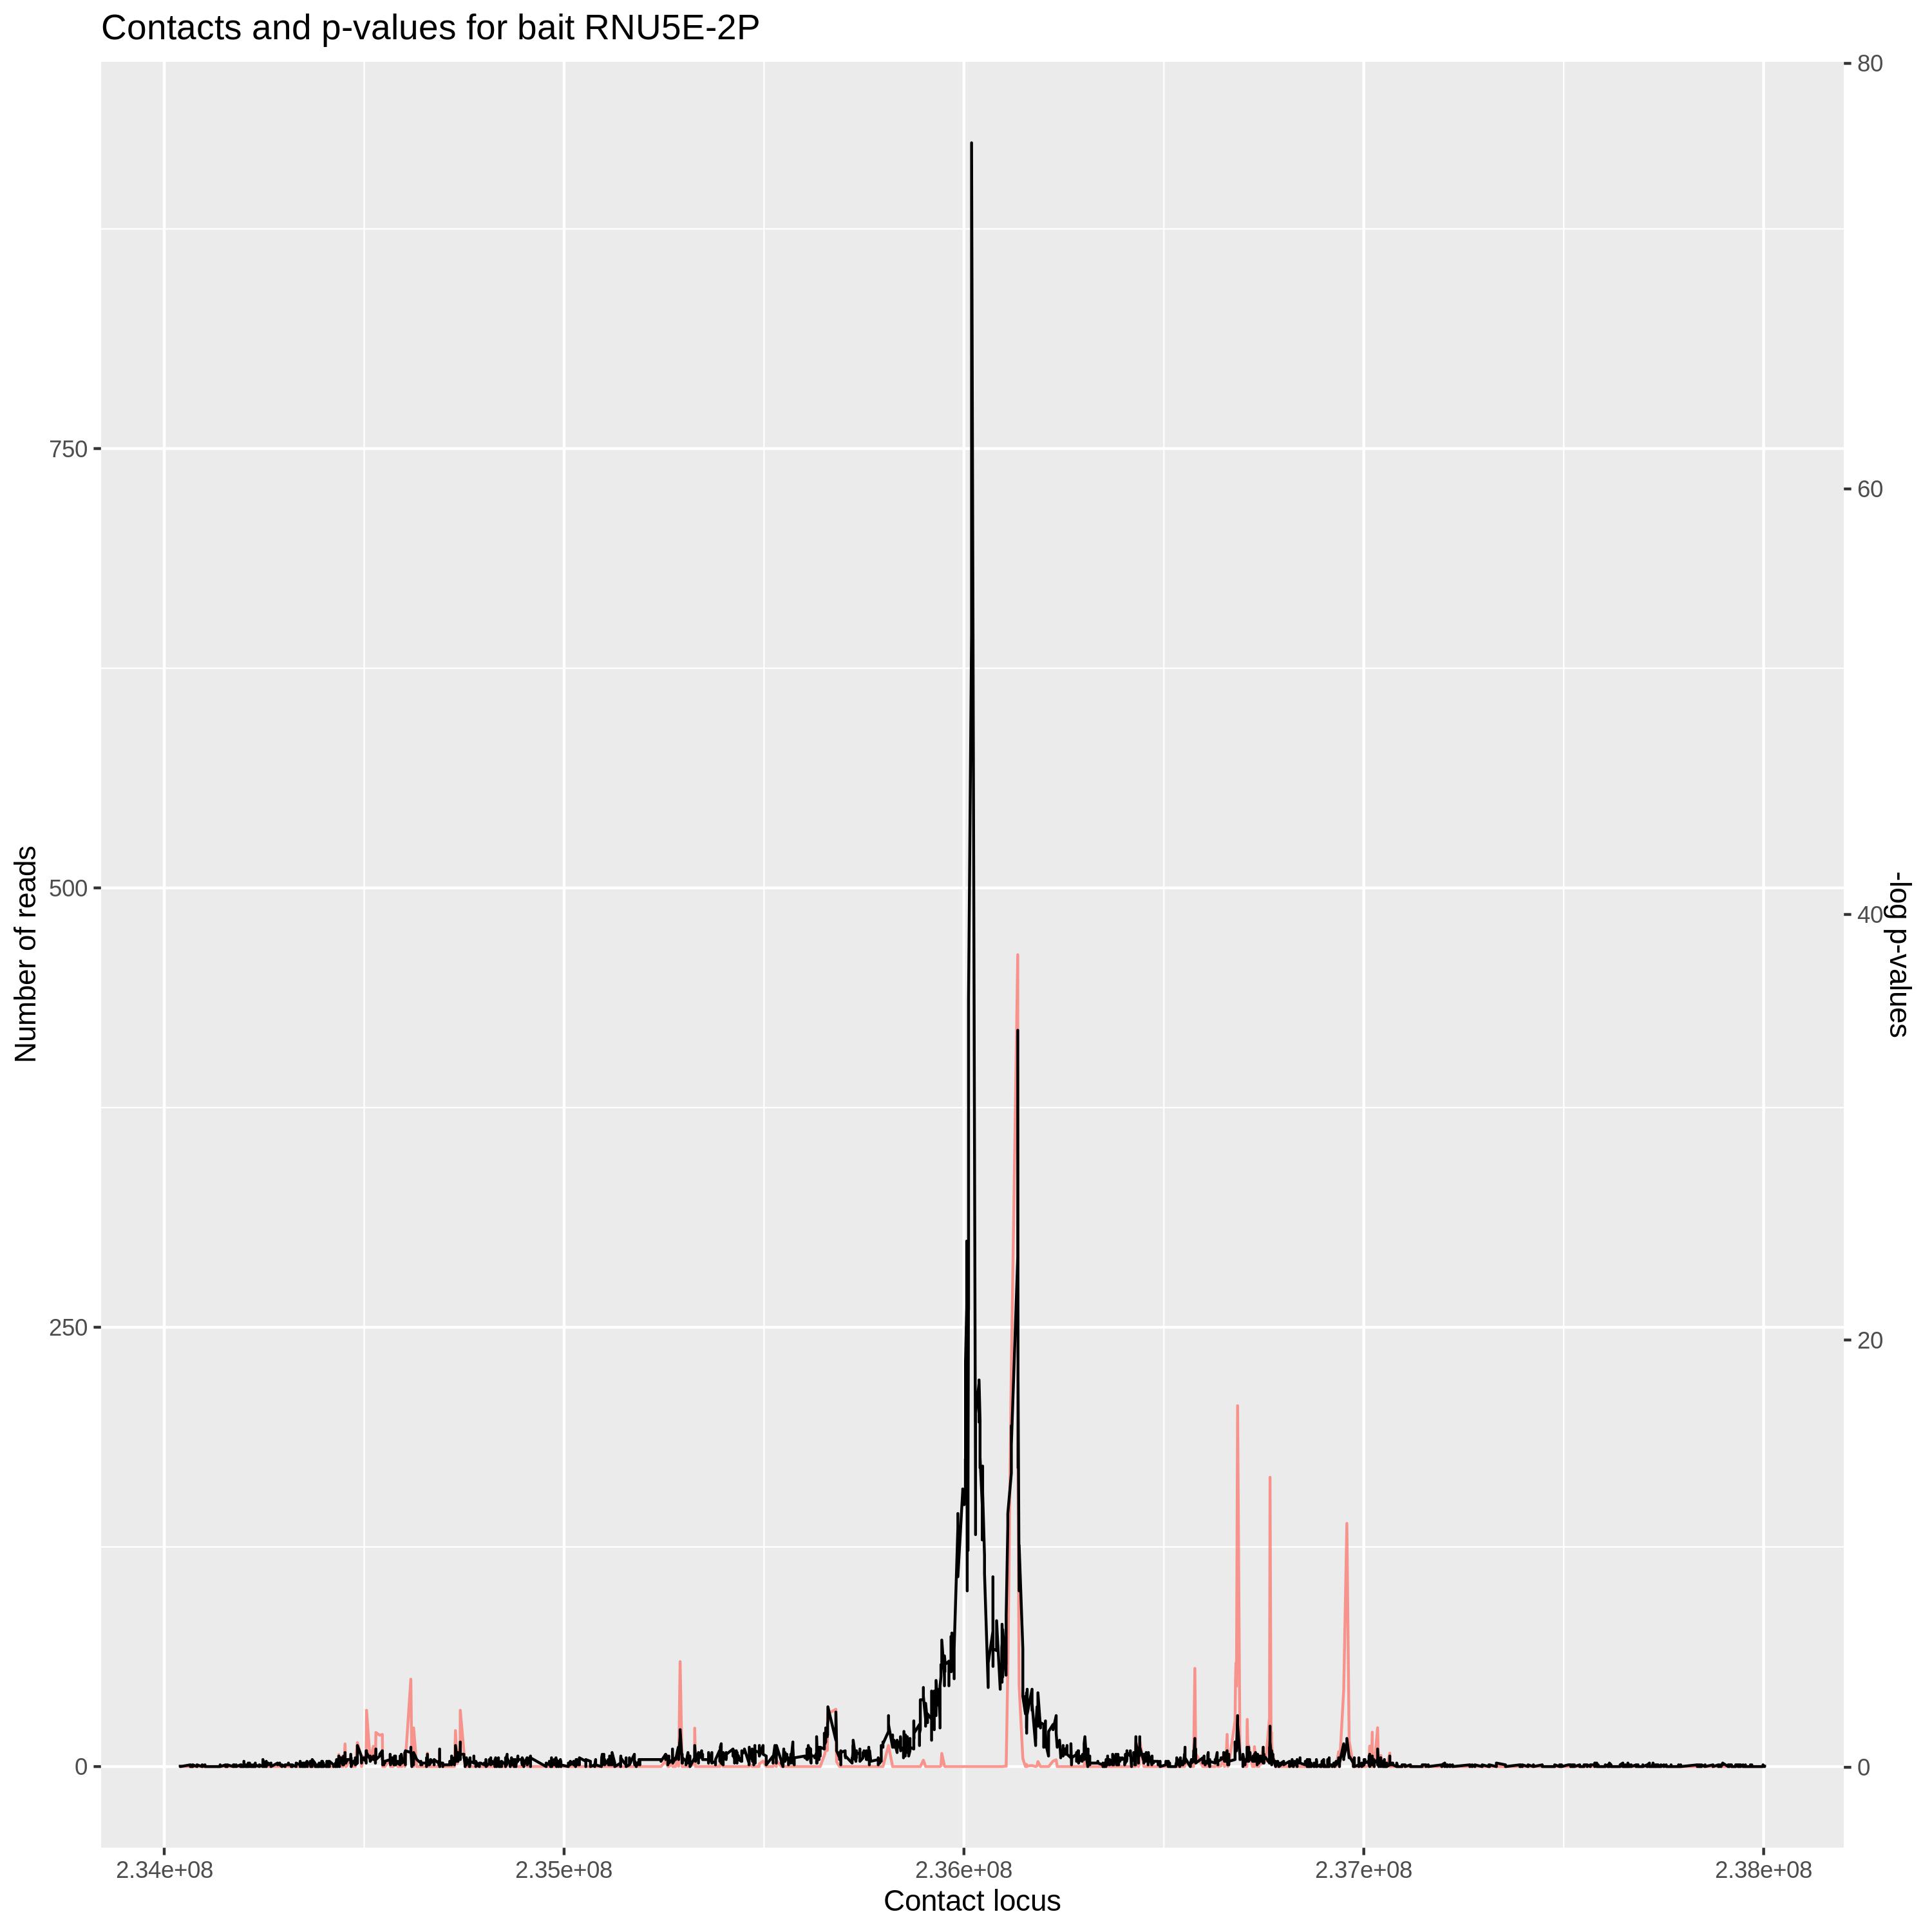 Contacts and p-values for bait RNU5E-2P
80
750
60
Number of reads
500
40
-log p-values
250
20
0
0
2.34e+08
2.35e+08
2.36e+08
2.37e+08
2.38e+08
Contact locus